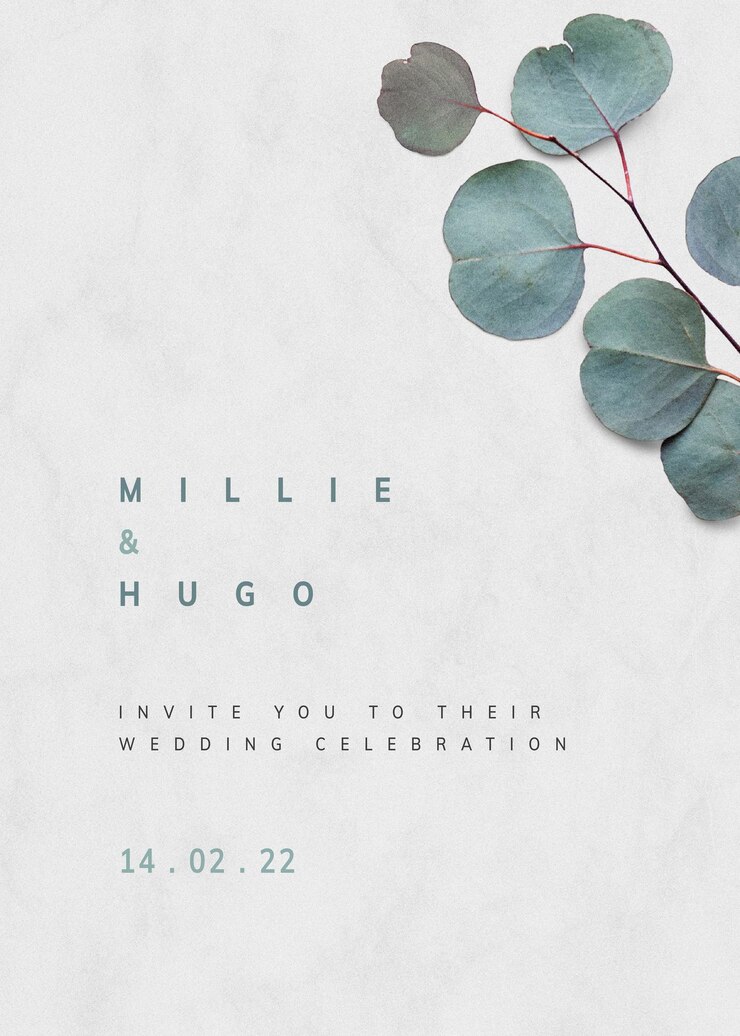 MILLIE
&
HUGO
INVITE YOU TO THEIR
WEDDING CELEBRATION
14.02.22